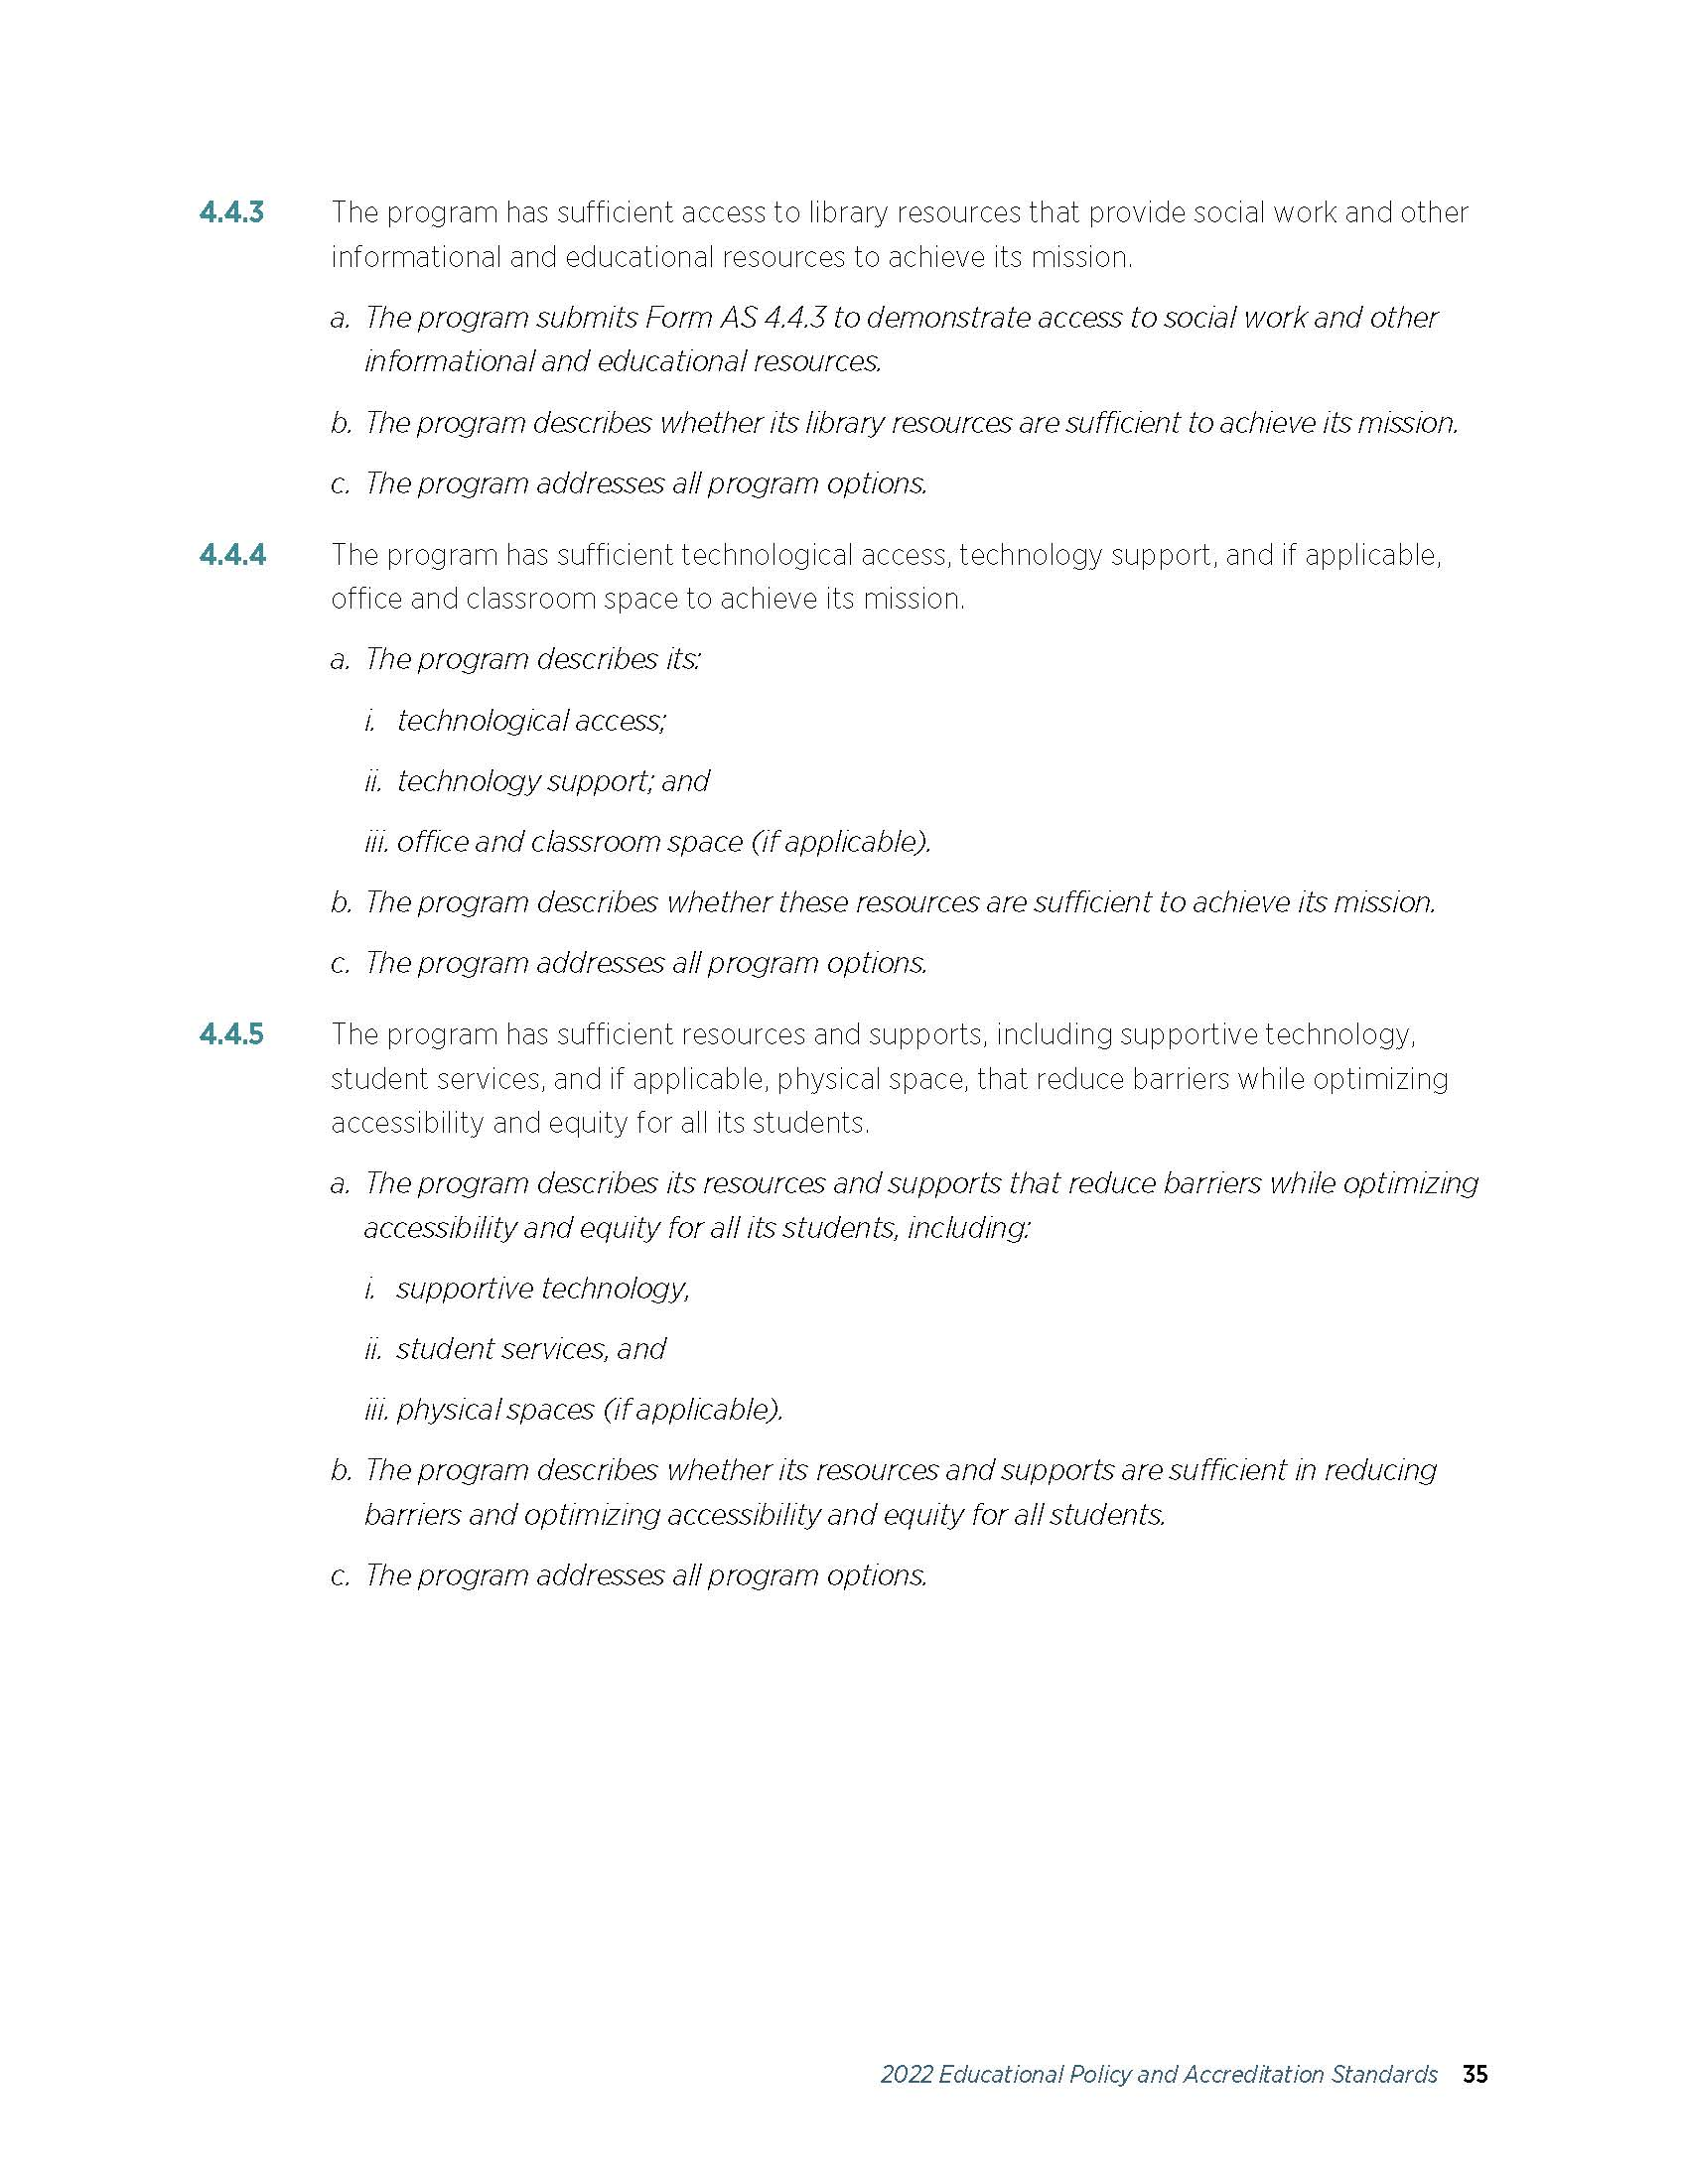 4.4.3 The program has sufficient access to library resources that provide social work and other
informational and educational resources to achieve its mission.
a. The program submits Form AS 4.4.3 to demonstrate access to social work and other
informational and educational resources.
b. The program describes whether its library resources are sufficient to achieve its mission.
c. The program addresses all program options.
4.4.4 The program has sufficient technological access, technology support, and if applicable,
office and classroom space to achieve its mission.
a. The program describes its:
i. technological access;
ii. technology support; and
iii. office and classroom space (if applicable).
b. The program describes whether these resources are sufficient to achieve its mission.
c. The program addresses all program options.
4.4.5 The program has sufficient resources and supports, including supportive technology,
student services, and if applicable, physical space, that reduce barriers while optimizing
accessibility and equity for all its students.
a. The program describes its resources and supports that reduce barriers while optimizing
accessibility and equity for all its students, including:
i. supportive technology,
ii. student services, and
iii. physical spaces (if applicable).
b. The program describes whether its resources and supports are sufficient in reducing
barriers and optimizing accessibility and equity for all students.
c. The program addresses all program options.
2022 Educational Policy and Accreditation Standards 35